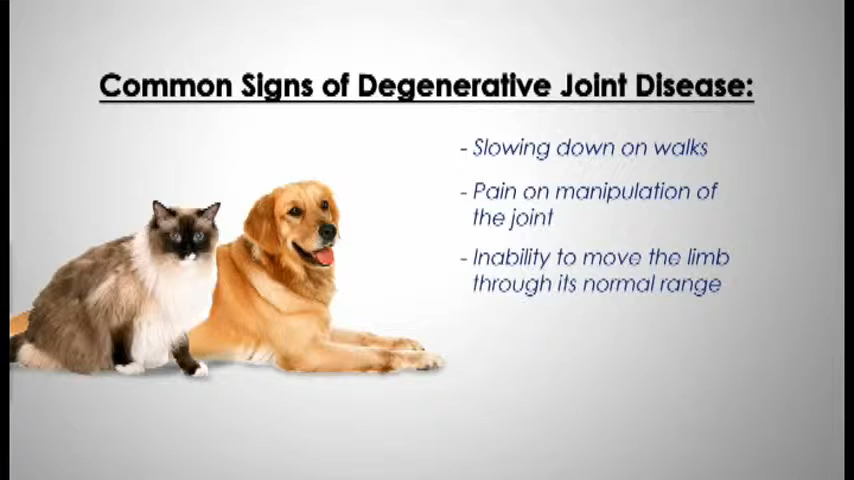 Common Signs of Degenerative Joint Disease:
- Slowing down on walks
- Pain on manipulation of
the joint
- Inability to move the limb
through its normal range